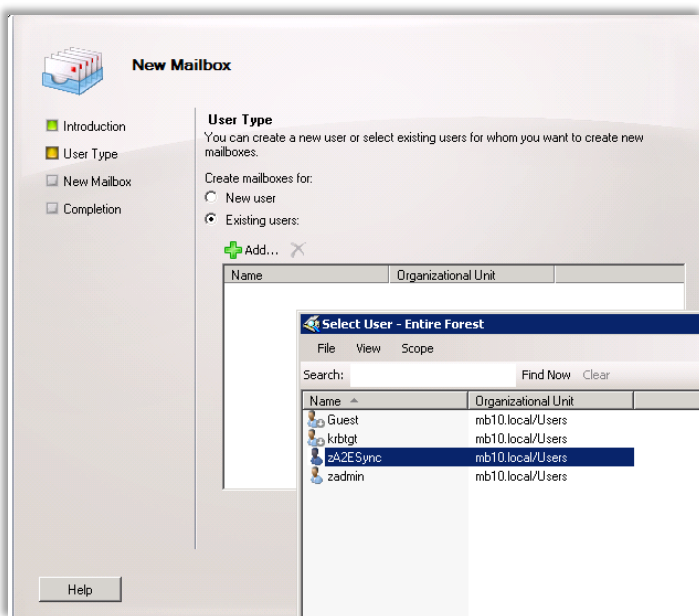 New Mailbox
Introduction
User Type
New Mailbox
Completion
User Type
You can create a new user or select existing users for whom you want to create new
mailboxes.
Create mailboxes for:
New user
Existing users:
Add...
Name Organizational Unit
Select User - Entire Forest
File View Scope
Search: Find Now Clear
Name Organizational Unit
Guest mb10.local/Users
krbtgt mb10.local/Users
zA2ESync mb10.local/Users
zadmin mb10.local/Users
Help